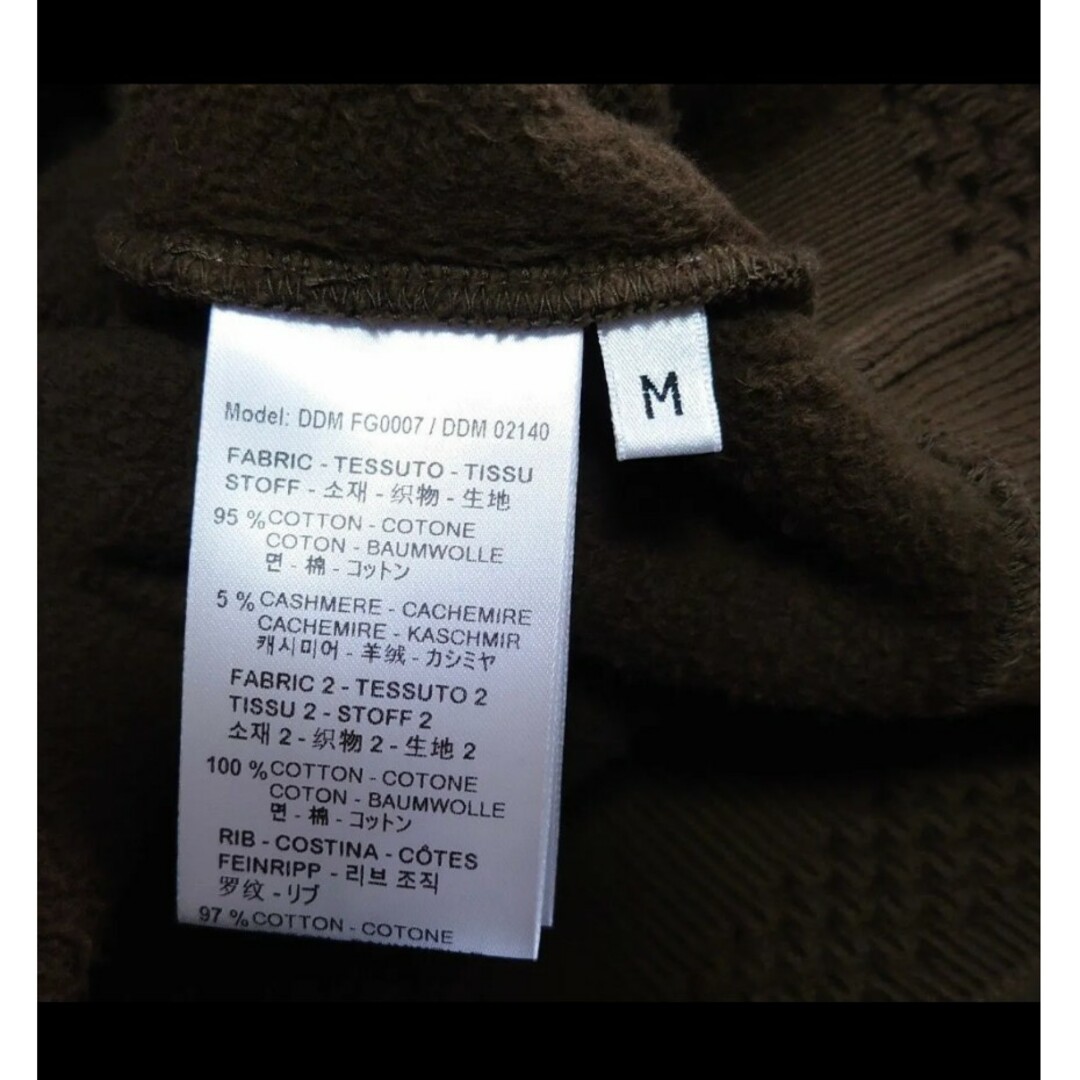 Model: DDM FG0007 / DDM 02140
FABRIC - TESSUTO - TISSU
STOFF - 소재 - 织物 - 生地
95 % COTTON - COTONE
COTON - BAUMWOLLE
면 - 棉 - コットン
5 % CASHMERE - CACHEMIRE
CACHEMIRE - KASCHMIR
캐시미어 - 羊绒 - カシミヤ
FABRIC 2 - TESSUTO 2
TISSU 2 - STOFF 2
소재 2 - 织物 2 - 生地 2
100 % COTTON - COTONE
COTON - BAUMWOLLE
면 - 棉 - コットン
RIB - COSTINA - CÔTES
FEINRIPP - 리브 조직
罗纹 - リブ
97 % COTTON - COTONE
M